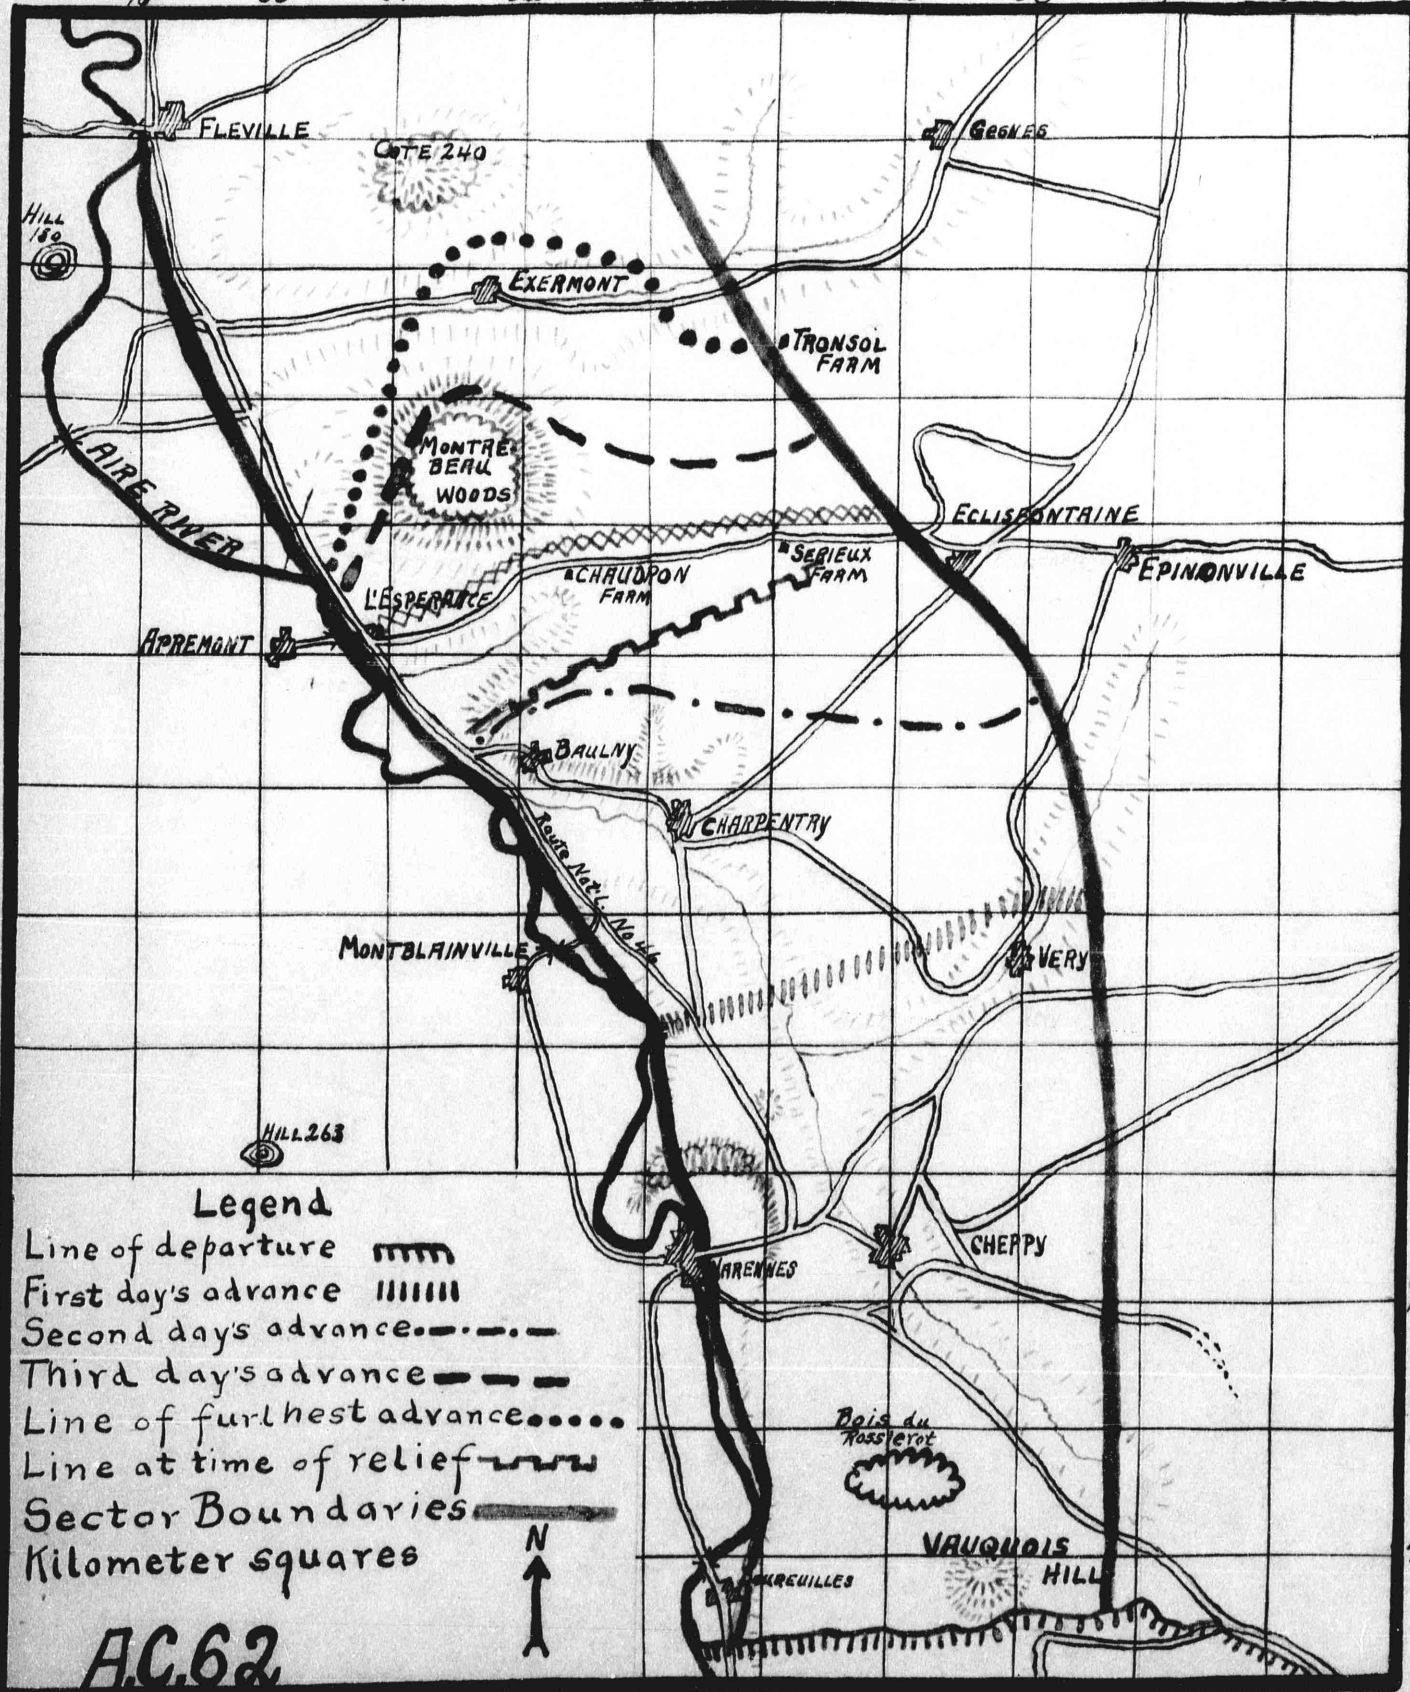 FLEVILLE
COTE 240
GESNES
HILL
180
EXERMONT
TRONSOL
FARM
MONTRE-
BEAU
WOODS
AIRE RIVER
ECLISFONTAINE
SERIEUX
FARM
CHAUDRON
FARM
EPINONVILLE
L'ESPERANCE
APREMONT
BAULNY
CHARPENTRY
Route Nat'l. No 46
MONTBLAINVILLE
VERY
HILL 263
CHEPPY
VARENNES
Legend
Line of departure
First day's advance
Second day's advance
Third day's advance
Line of furthest advance
Line at time of relief
Sector Boundaries
Kilometer squares
N
Bois du
VAUQUOIS
HILL
A.C.62